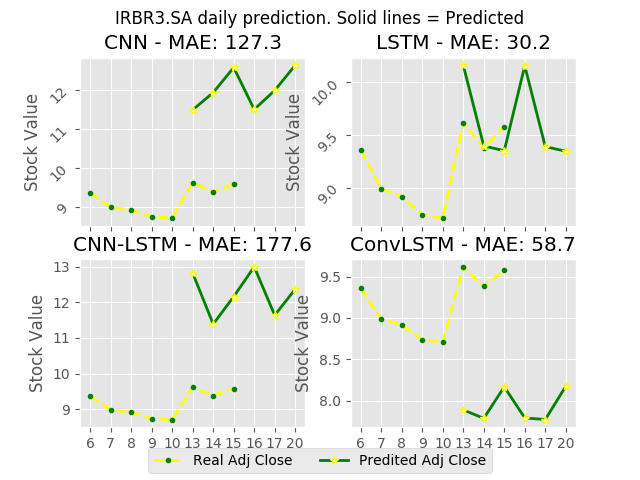 IRBR3.SA daily prediction. Solid lines = Predicted
CNN - MAE: 127.3
Stock Value
12
11
10
9
LSTM - MAE: 30.2
Stock Value
10.0
9.5
9.0
CNN-LSTM - MAE: 177.6
Stock Value
13
12
11
10
9
6 7 8 9 10 13 14 15 16 17 20
ConvLSTM - MAE: 58.7
Stock Value
9.5
9.0
8.5
8.0
6 7 8 9 10 13 14 15 16 17 20
Real Adj Close
Predited Adj Close